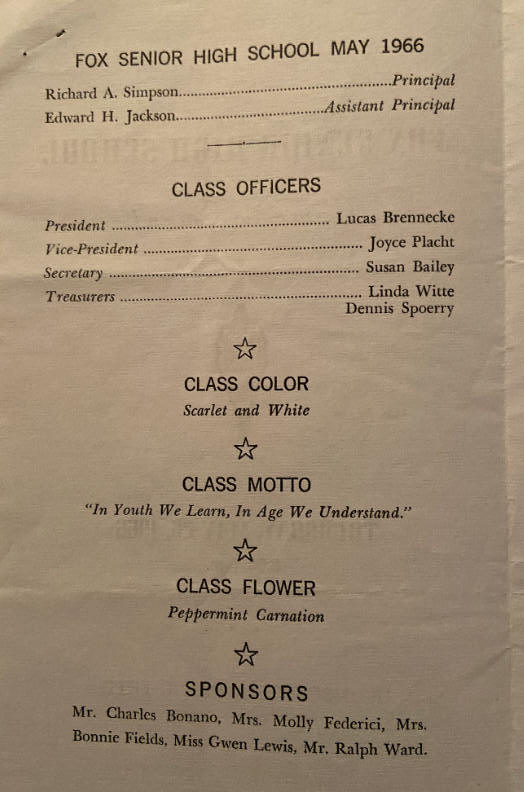 FOX SENIOR HIGH SCHOOL MAY 1966
Richard A. Simpson..................................................Principal
Edward H. Jackson...................................Assistant Principal
CLASS OFFICERS
President .................................................... Lucas Brennecke
Vice-President .................................................... Joyce Placht
Secretary .......................................................... Susan Bailey
Treasurers ......................................................... Linda Witte
Dennis Spoerry
CLASS COLOR
Scarlet and White
CLASS MOTTO
"In Youth We Learn, In Age We Understand."
CLASS FLOWER
Peppermint Carnation
SPONSORS
Mr. Charles Bonano, Mrs. Molly Federici, Mrs.
Bonnie Fields, Miss Gwen Lewis, Mr. Ralph Ward.